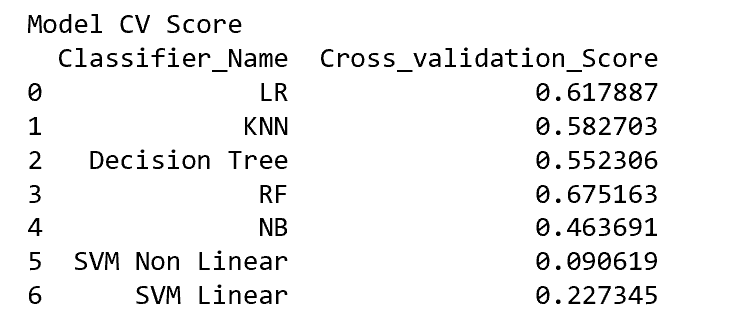 Model CV Score
Classifier_Name Cross_validation_Score
0 LR 0.617887
1 KNN 0.582703
2 Decision Tree 0.552306
3 RF 0.675163
4 NB 0.463691
5 SVM Non Linear 0.090619
6 SVM Linear 0.227345